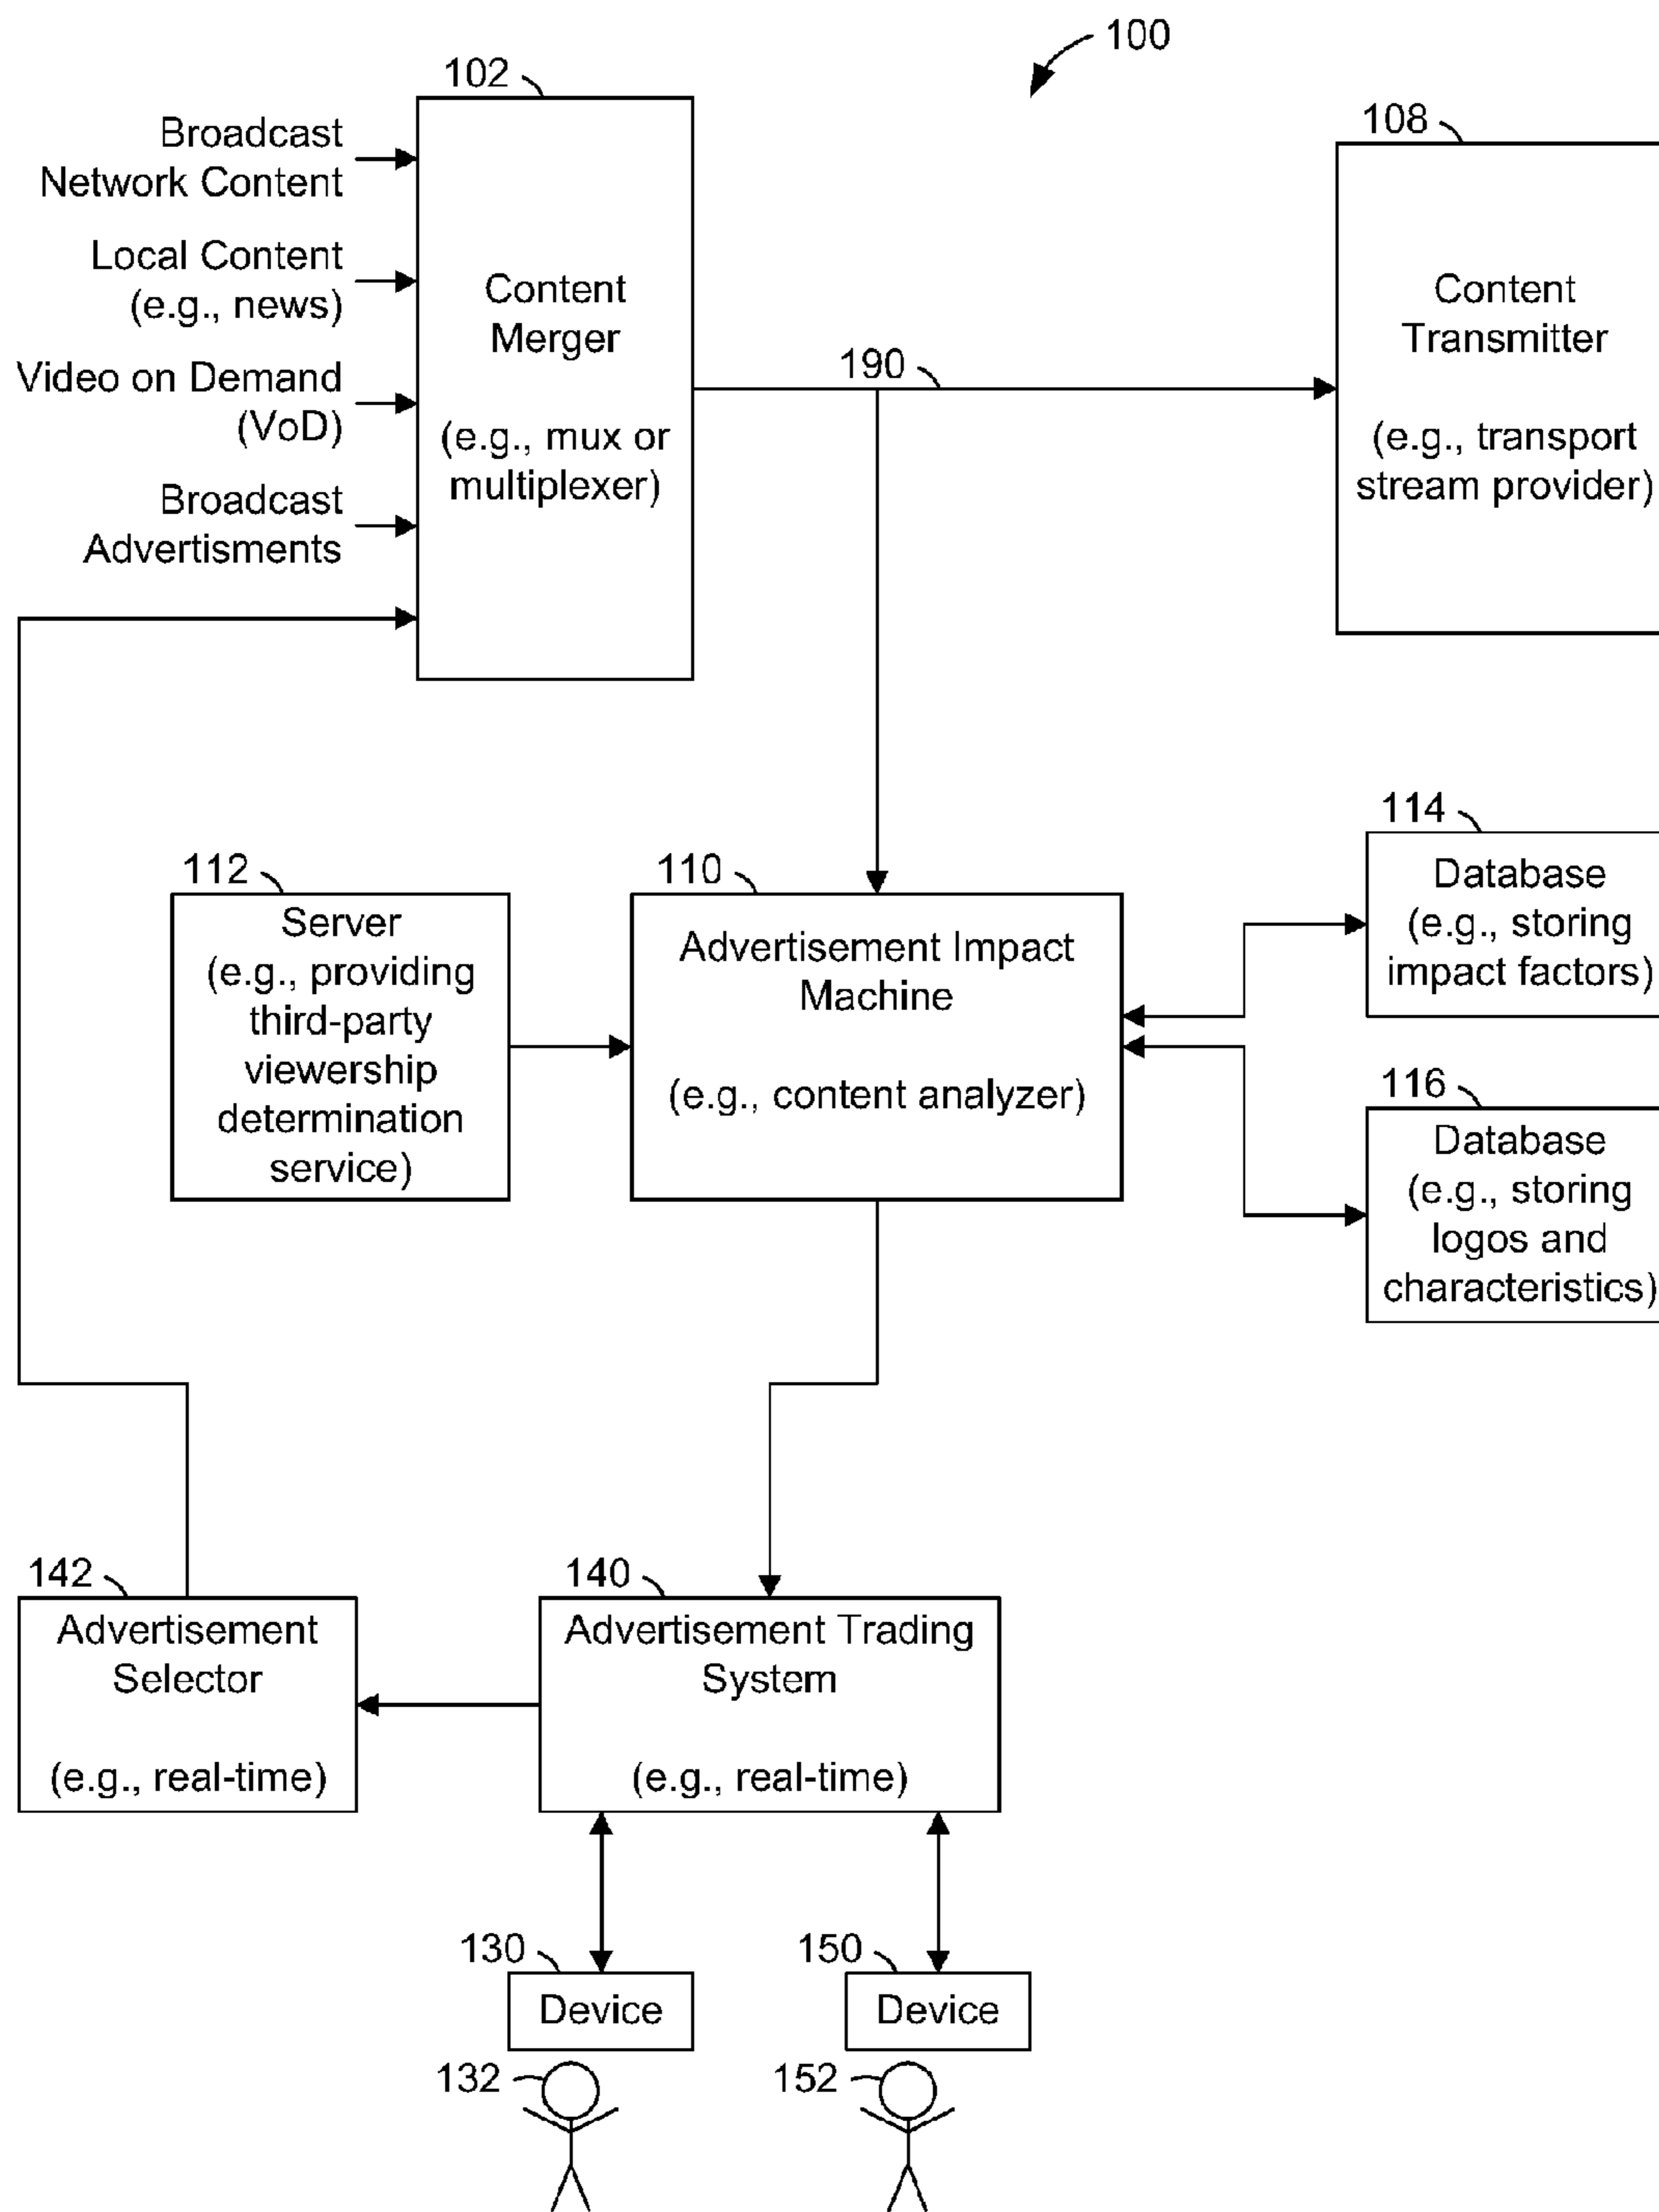 100
102
108
Broadcast
Network Content
Local Content
(e.g., news)
Video on Demand
(VoD)
Broadcast
Advertisments
Content
Merger
(e.g., mux or
multiplexer)
190
Content
Transmitter
(e.g., transport
stream provider)
112
Server
(e.g., providing
third-party
viewership
determination
service)
110
Advertisement Impact
Machine
(e.g., content analyzer)
114
Database
(e.g., storing
impact factors)
116
Database
(e.g., storing
logos and
characteristics)
142
Advertisement
Selector
(e.g., real-time)
140
Advertisement Trading
System
(e.g., real-time)
130
Device
132
150
Device
152